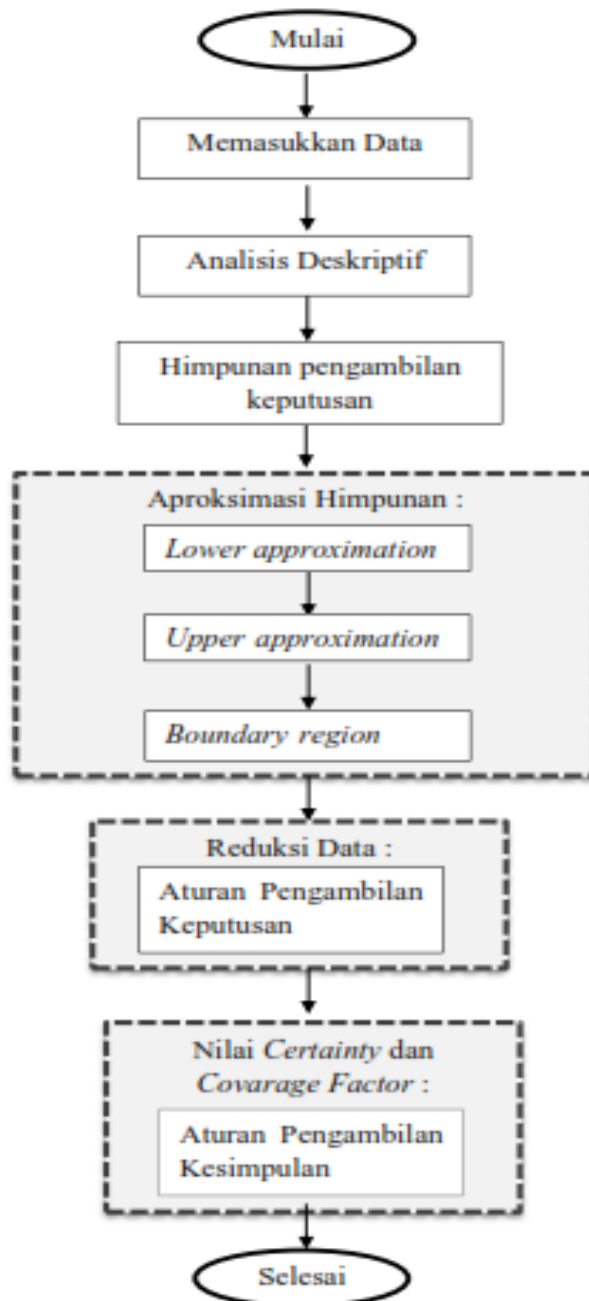 Mulai
Memasukkan Data
Analisis Deskriptif
Himpunan pengambilan
keputusan
Aproksimasi Himpunan :
Lower approximation
Upper approximation
Boundary region
Reduksi Data :
Aturan Pengambilan
Keputusan
Nilai Certainty dan
Covarage Factor :
Aturan Pengambilan
Kesimpulan
Selesai